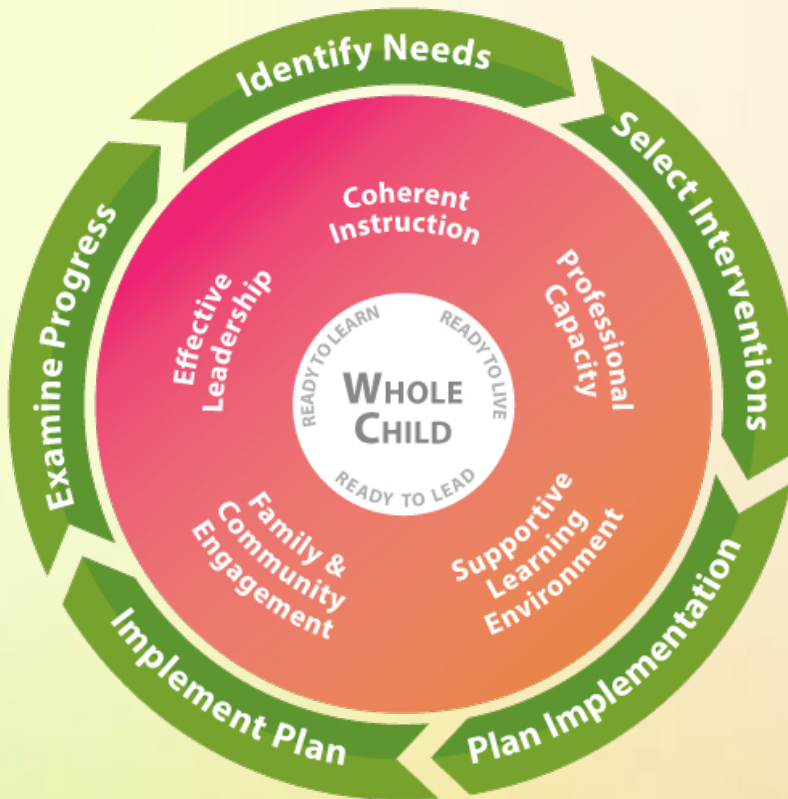 Identify Needs
Select Interventions
Plan Implementation
Implement Plan
Examine Progress
Coherent
Instruction
Professional
Capacity
Supportive
Learning
Environment
Family &
Community
Engagement
Effective
Leadership
READY TO LEARN
READY TO LIVE
READY TO LEAD
WHOLE
CHILD